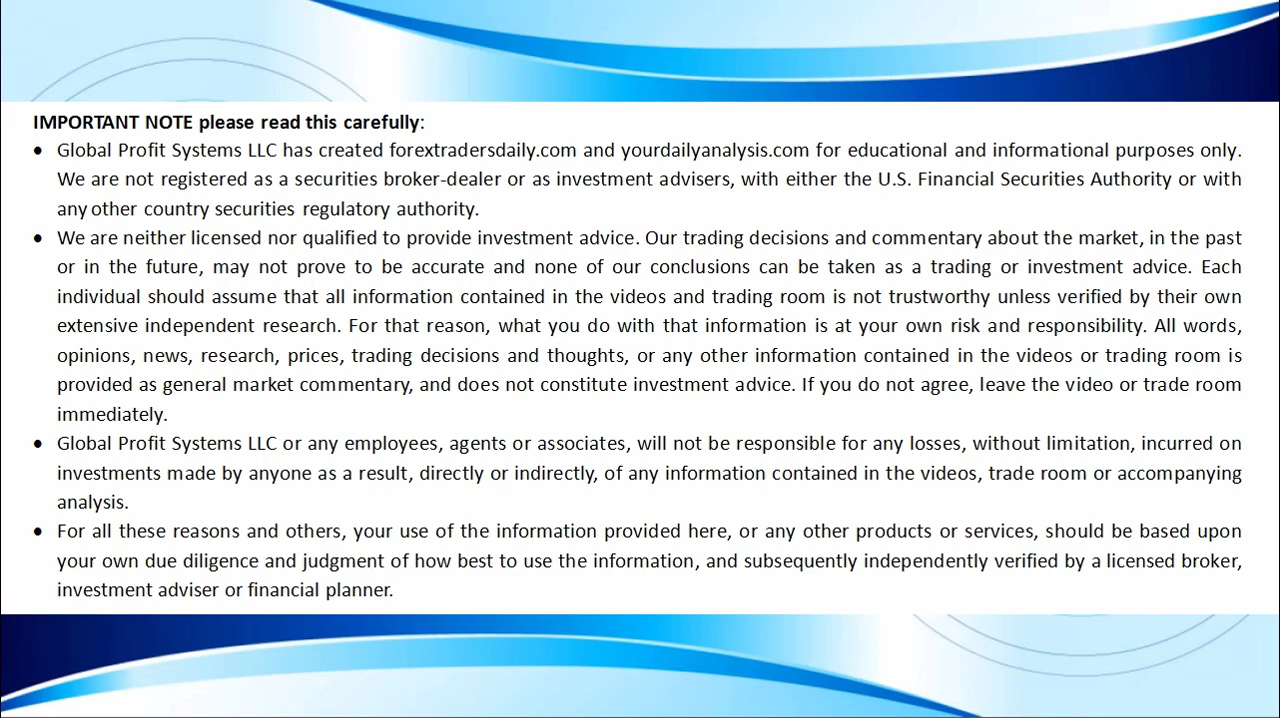 IMPORTANT NOTE please read this carefully:
• Global Profit Systems LLC has created forextradersdaily.com and yourdailyanalysis.com for educational and informational purposes only.
We are not registered as a securities broker-dealer or as investment advisers, with either the U.S. Financial Securities Authority or with
any other country securities regulatory authority.
• We are neither licensed nor qualified to provide investment advice. Our trading decisions and commentary about the market, in the past
or in the future, may not prove to be accurate and none of our conclusions can be taken as a trading or investment advice. Each
individual should assume that all information contained in the videos and trading room is not trustworthy unless verified by their own
extensive independent research. For that reason, what you do with that information is at your own risk and responsibility. All words,
opinions, news, research, prices, trading decisions and thoughts, or any other information contained in the videos or trading room is
provided as general market commentary, and does not constitute investment advice. If you do not agree, leave the video or trade room
immediately.
• Global Profit Systems LLC or any employees, agents or associates, will not be responsible for any losses, without limitation, incurred on
investments made by anyone as a result, directly or indirectly, of any information contained in the videos, trade room or accompanying
analysis.
• For all these reasons and others, your use of the information provided here, or any other products or services, should be based upon
your own due diligence and judgment of how best to use the information, and subsequently independently verified by a licensed broker,
investment adviser or financial planner.